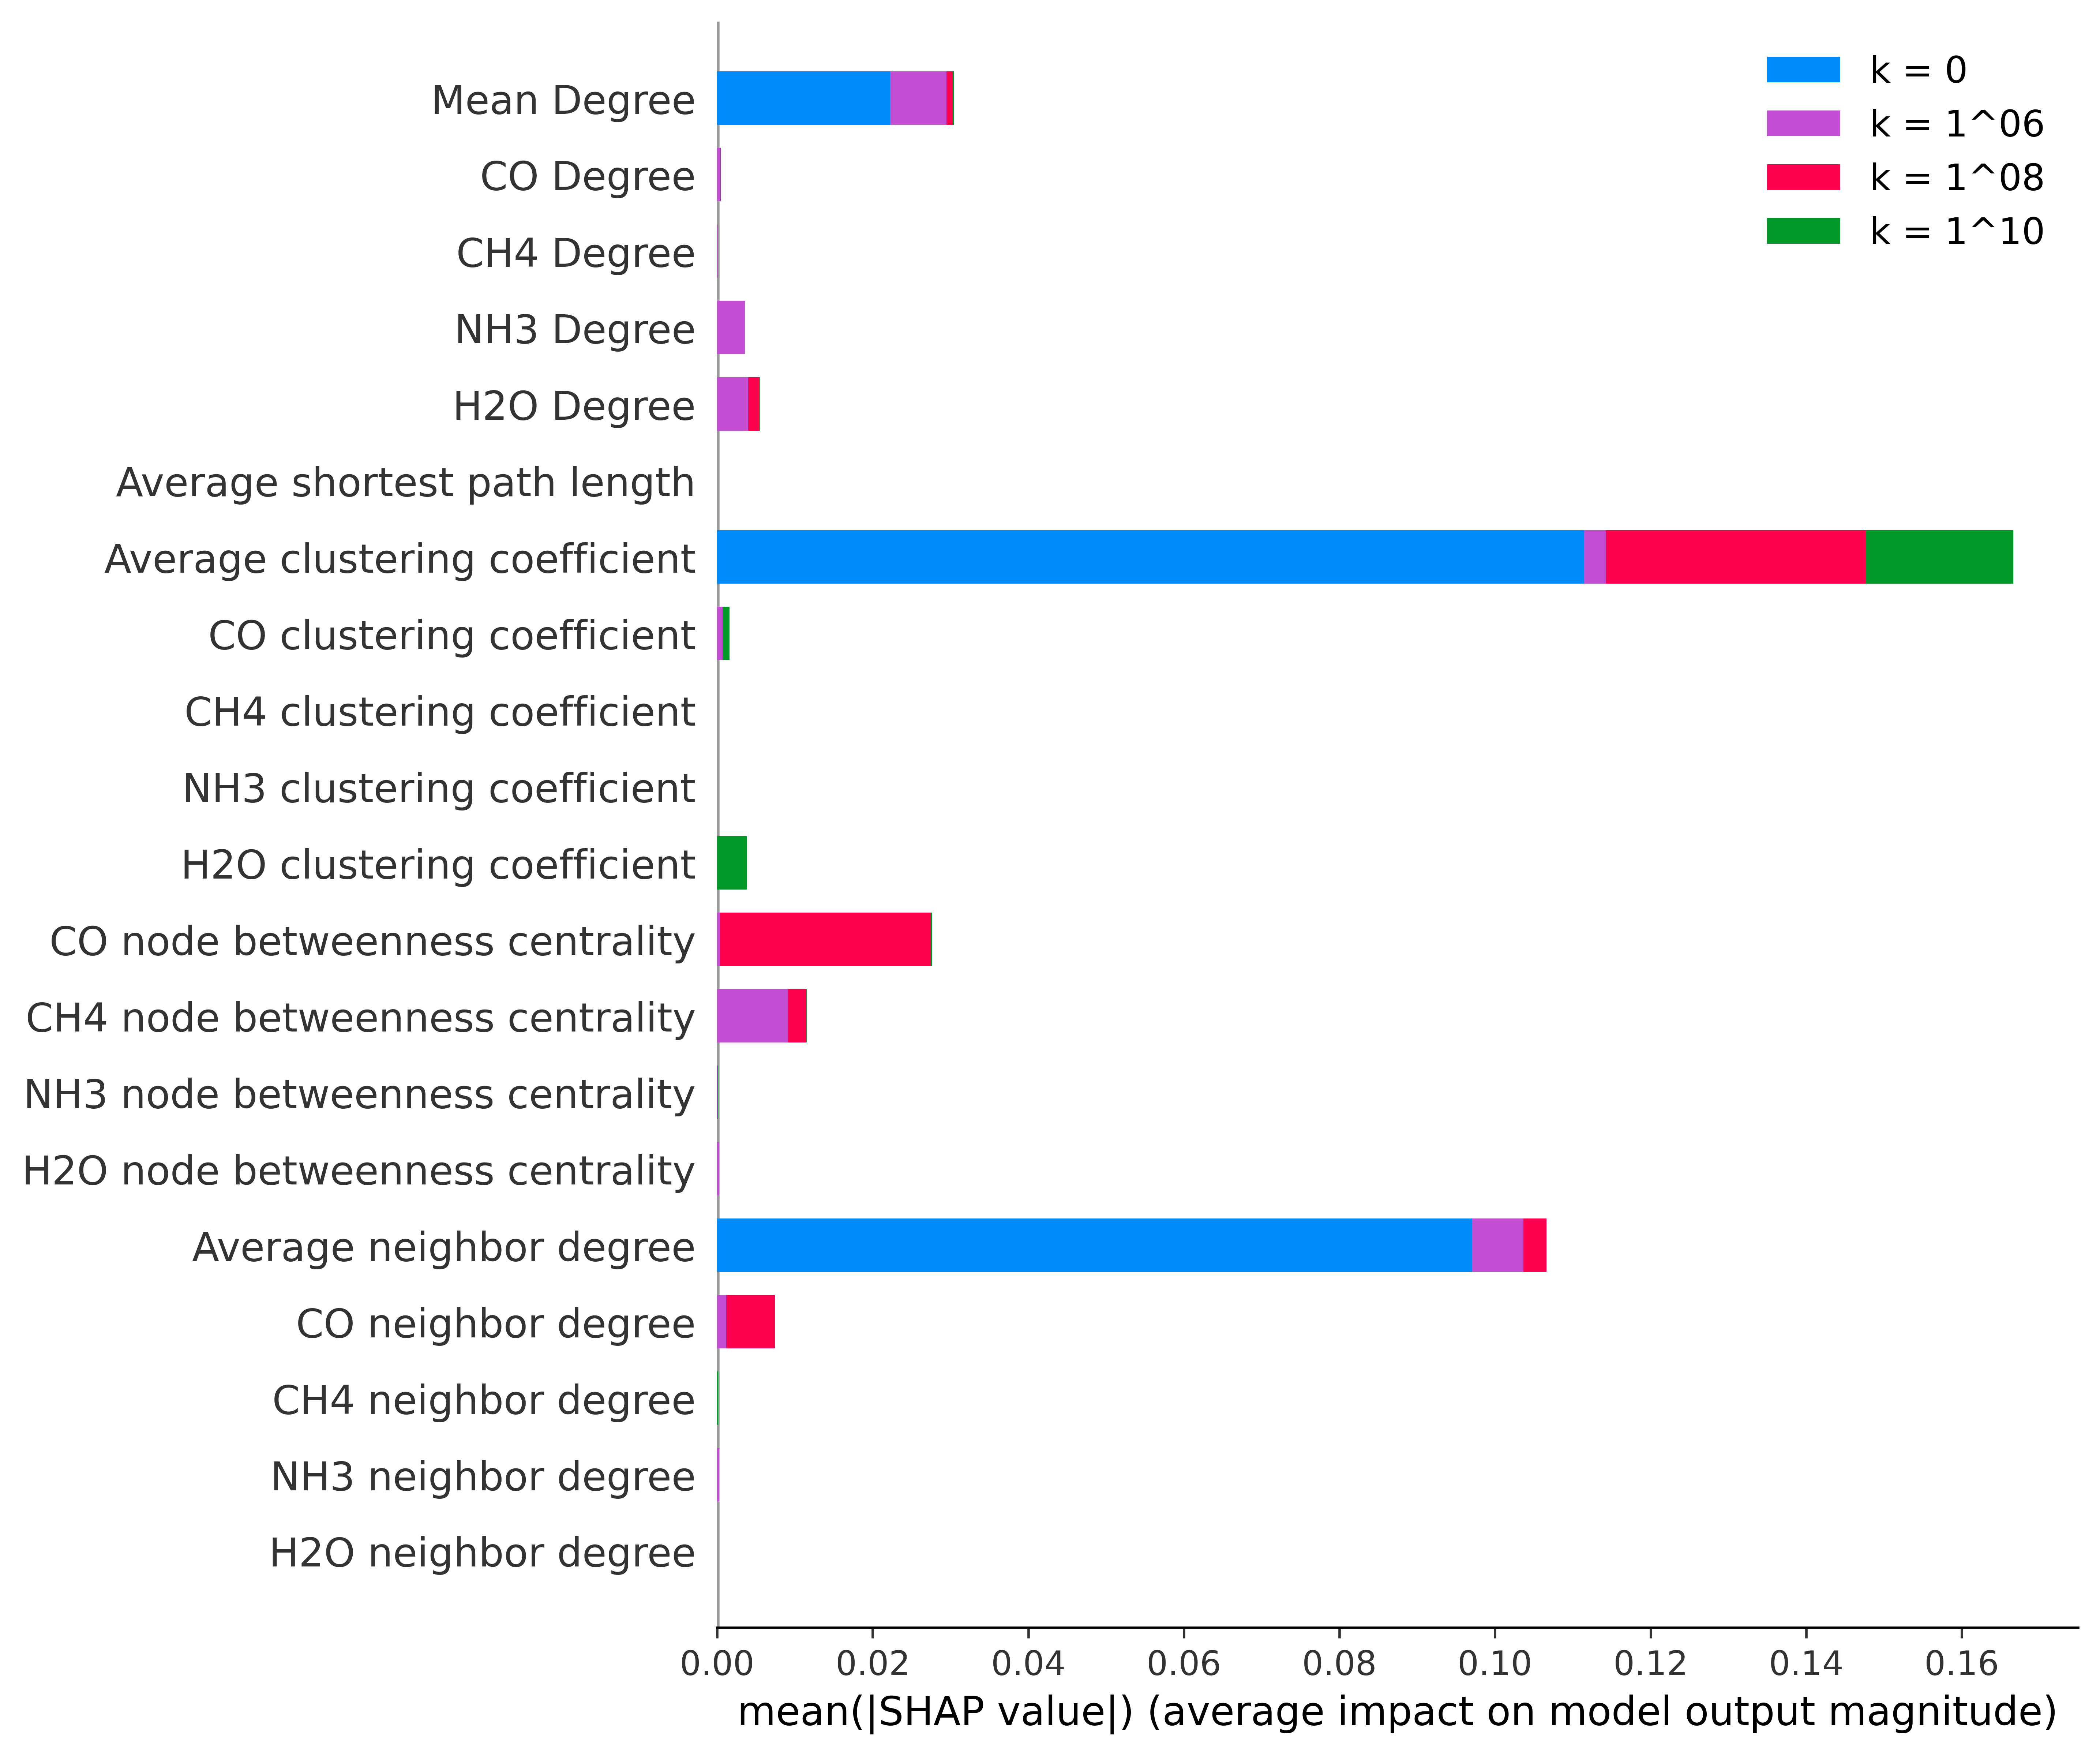 Mean Degree
CO Degree
CH4 Degree
NH3 Degree
H2O Degree
Average shortest path length
Average clustering coefficient
CO clustering coefficient
CH4 clustering coefficient
NH3 clustering coefficient
H2O clustering coefficient
CO node betweenness centrality
CH4 node betweenness centrality
NH3 node betweenness centrality
H2O node betweenness centrality
Average neighbor degree
CO neighbor degree
CH4 neighbor degree
NH3 neighbor degree
H2O neighbor degree
k = 0
k = 1^06
k = 1^08
k = 1^10
0.00 0.02 0.04 0.06 0.08 0.10 0.12 0.14 0.16
mean(|SHAP value|) (average impact on model output magnitude)